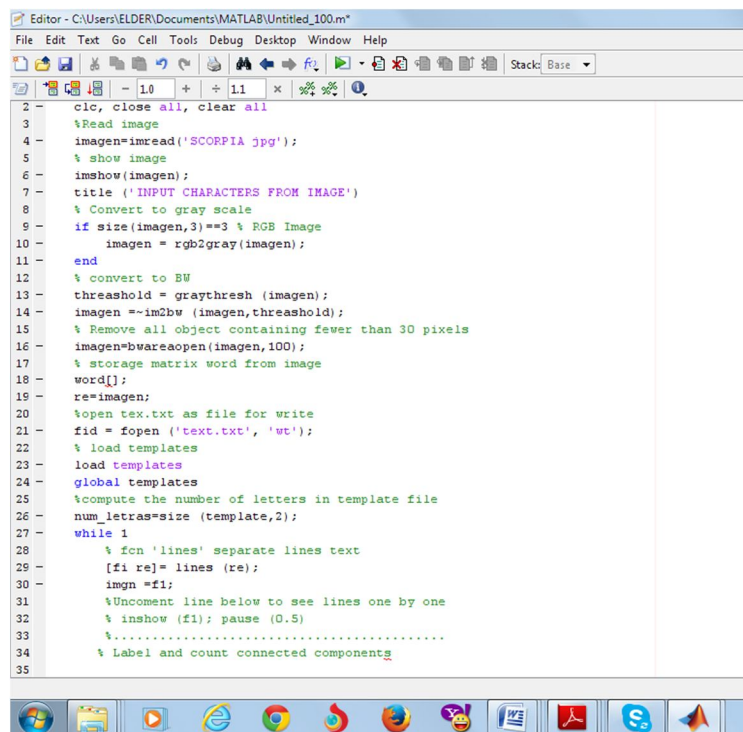 Editor - C:\Users\ELDER\Documents\MATLAB\Untitled_100.m*
File Edit Text Go Cell Tools Debug Desktop Window Help
Stack: Base
- 1.0 + ÷ 1.1 ×
2 - clc, close all, clear all
3 %Read image
4 - imagen=imread('SCORPIA jpg');
5 % show image
6 - imshow(imagen);
7 - title ('INPUT CHARACTERS FROM IMAGE')
8 % Convert to gray scale
9 - if size(imagen,3)==3 % RGB Image
10 - imagen = rgb2gray(imagen);
11 - end
12 % convert to BW
13 - threashold = graythresh (imagen);
14 - imagen =~im2bw (imagen,threashold);
15 % Remove all object containing fewer than 30 pixels
16 - imagen=bwareaopen(imagen,100);
17 % storage matrix word from image
18 - word[];
19 - re=imagen;
20 %open tex.txt as file for write
21 - fid = fopen ('text.txt', 'wt');
22 % load templates
23 - load templates
24 - global templates
25 %compute the number of letters in template file
26 - num_letras=size (template,2);
27 - while 1
28 % fcn 'lines' separate lines text
29 - [fi re]= lines (re);
30 - imgn =f1;
31 %Uncoment line below to see lines one by one
32 % inshow (f1); pause (0.5)
33 %..........................................
34 % Label and count connected components
35